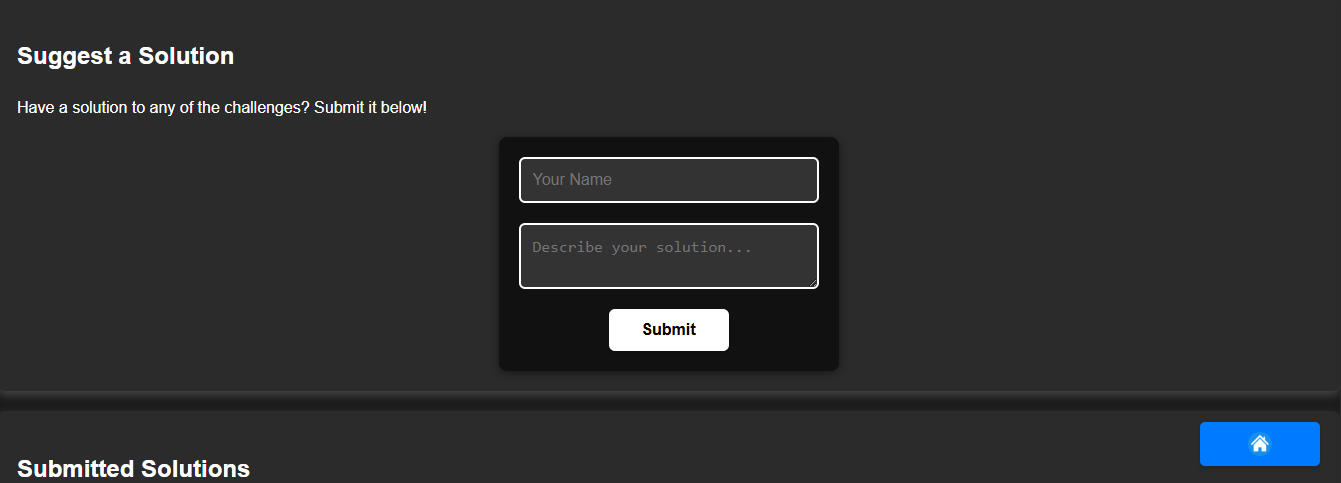 Suggest a Solution
Have a solution to any of the challenges? Submit it below!
Your Name
Describe your solution...
Submit
Submitted Solutions